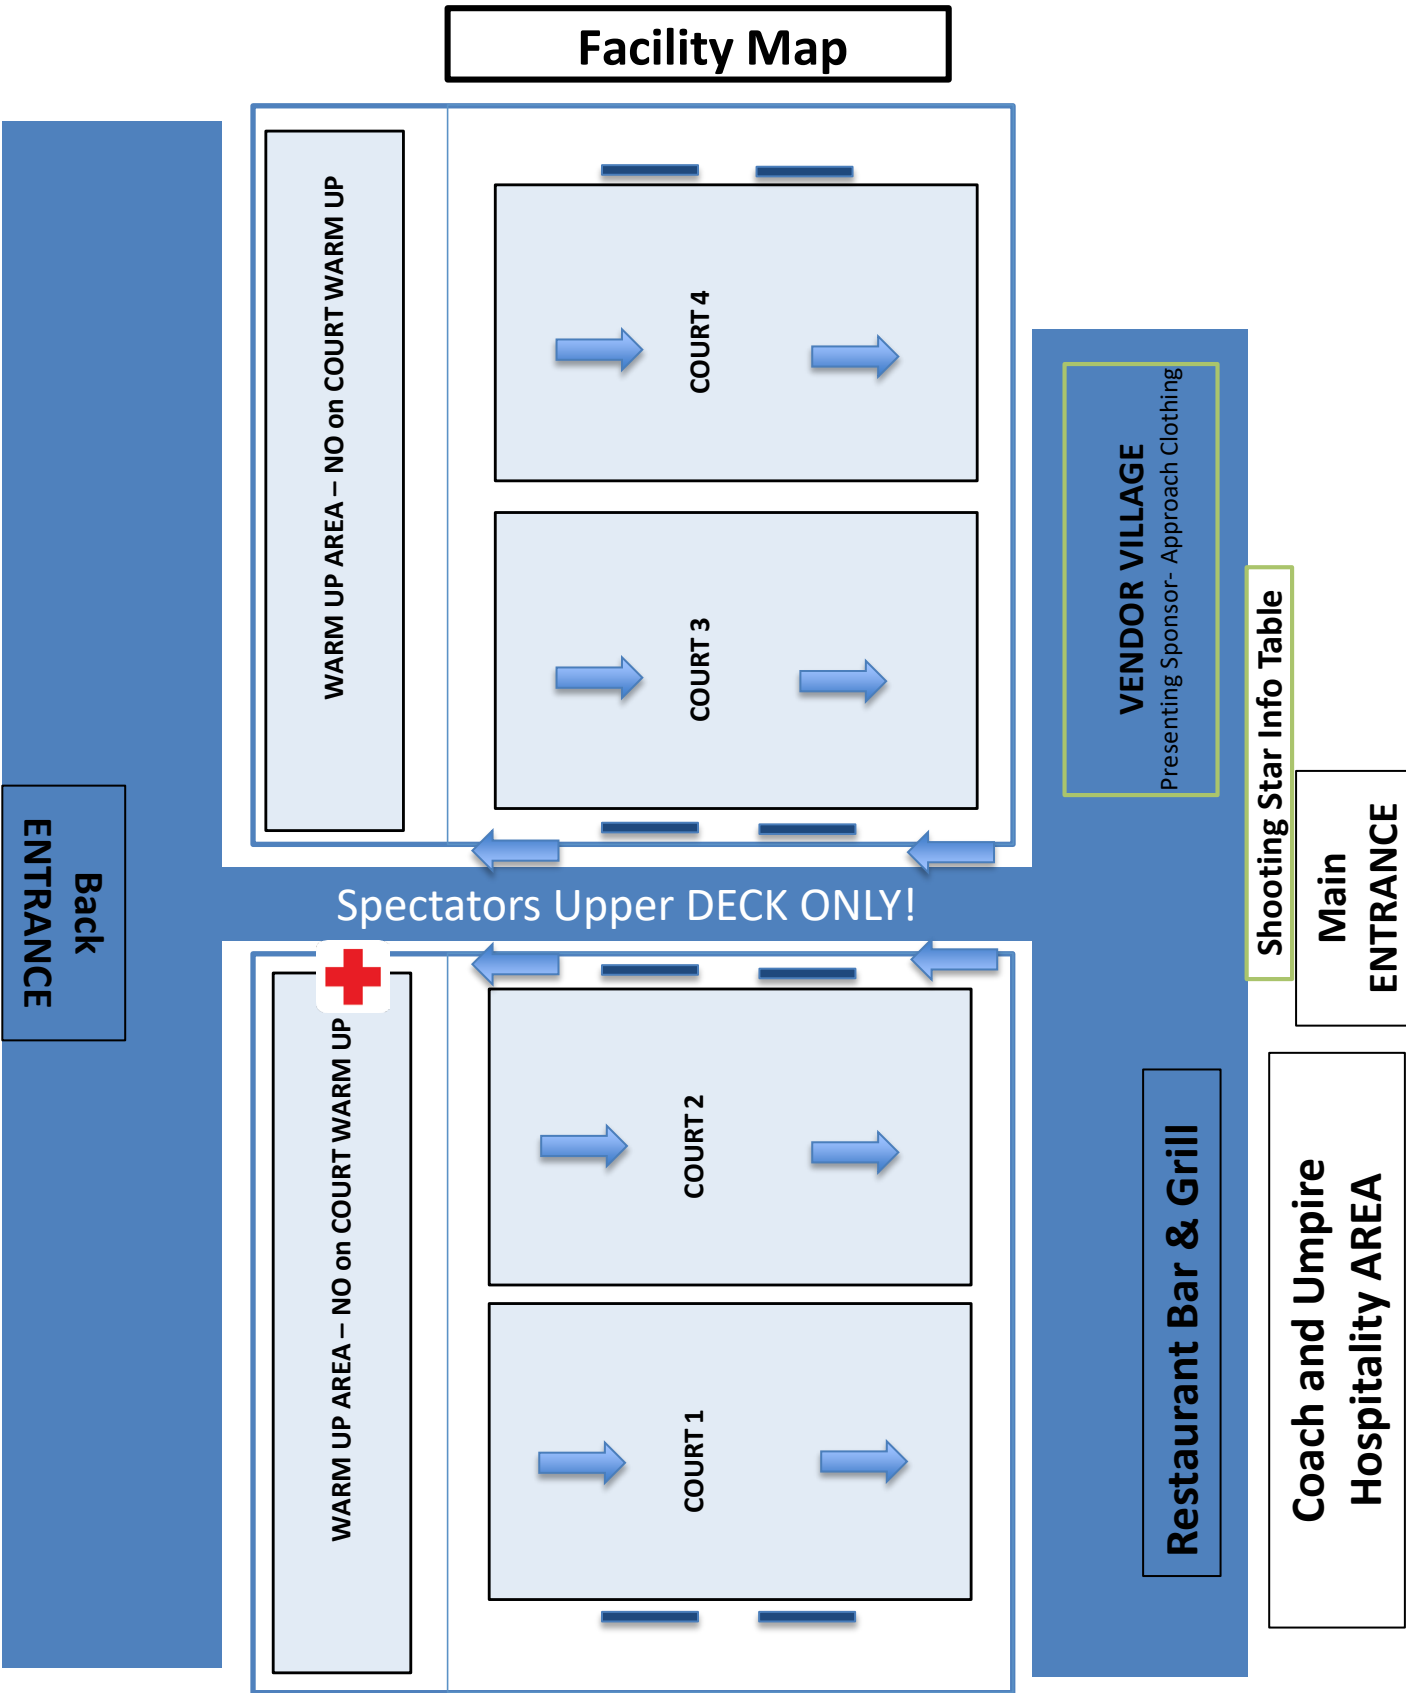 Facility Map
WARM UP AREA – NO on COURT WARM UP
COURT 4
COURT 3
VENDOR VILLAGE
Presenting Sponsor- Approach Clothing
Shooting Star Info Table
Main
ENTRANCE
Back
ENTRANCE
Spectators Upper DECK ONLY!
WARM UP AREA – NO on COURT WARM UP
COURT 2
COURT 1
Restaurant Bar & Grill
Coach and Umpire
Hospitality AREA